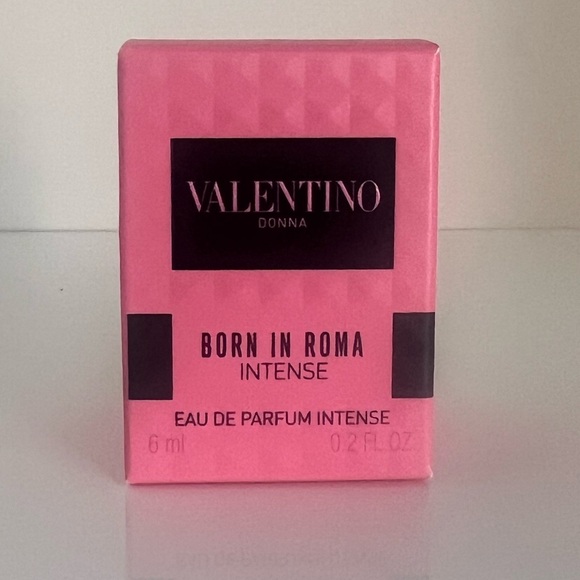 VALENTINO
DONNA
BORN IN ROMA
INTENSE
EAU DE PARFUM INTENSE
6 ml 0.2 FL OZ